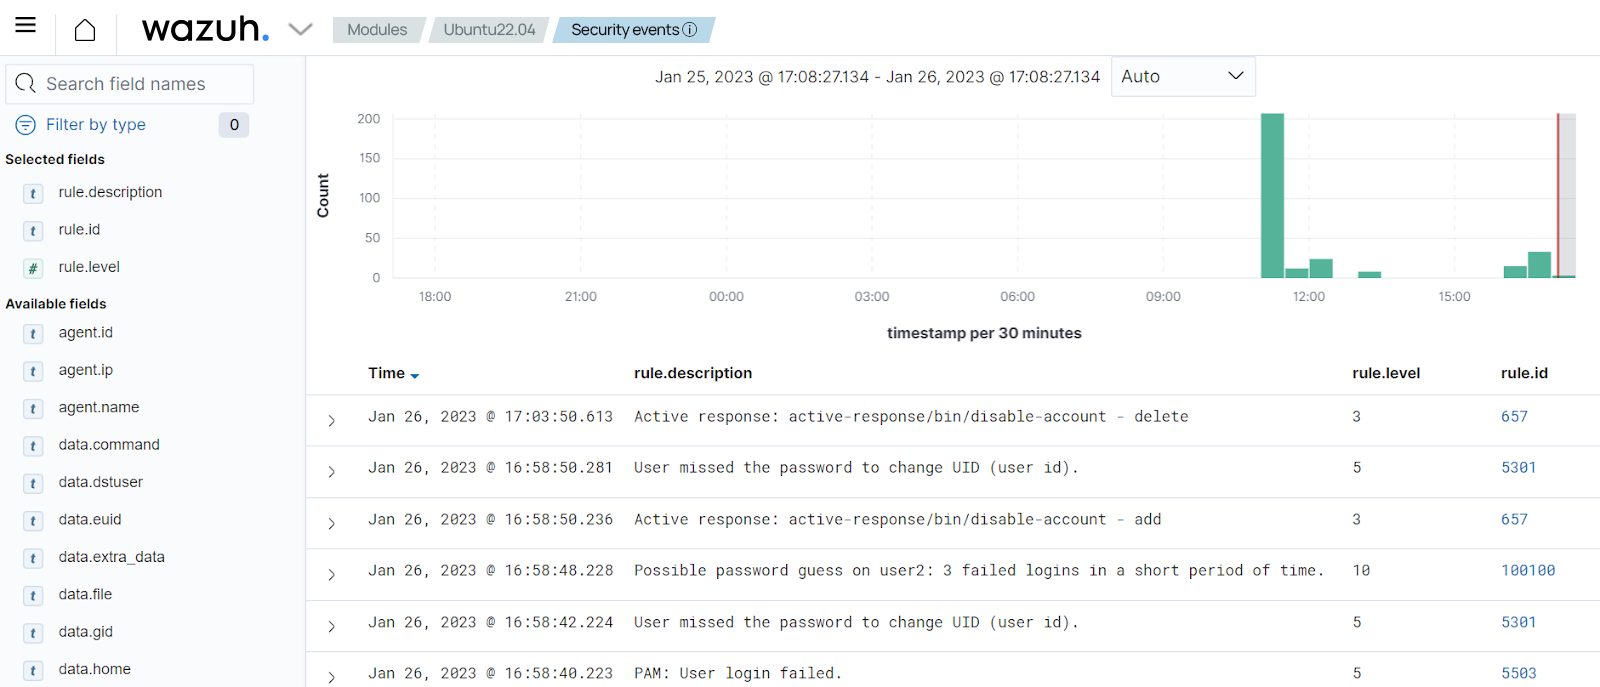 wazuh.
Modules
Ubuntu22.04
Security events
Search field names
Filter by type 0
Selected fields
t rule.description
t rule.id
# rule.level
Available fields
t agent.id
t agent.ip
t agent.name
t data.command
t data.dstuser
t data.euid
t data.extra_data
t data.file
t data.gid
t data.home
Jan 25, 2023 @ 17:08:27.134 - Jan 26, 2023 @ 17:08:27.134 Auto
Count
200
150
100
50
0
18:00 21:00 00:00 03:00 06:00 09:00 12:00 15:00
timestamp per 30 minutes
Time rule.description rule.level rule.id
Jan 26, 2023 @ 17:03:50.613 Active response: active-response/bin/disable-account - delete 3 657
Jan 26, 2023 @ 16:58:50.281 User missed the password to change UID (user id). 5 5301
Jan 26, 2023 @ 16:58:50.236 Active response: active-response/bin/disable-account - add 3 657
Jan 26, 2023 @ 16:58:48.228 Possible password guess on user2: 3 failed logins in a short period of time. 10 100100
Jan 26, 2023 @ 16:58:42.224 User missed the password to change UID (user id). 5 5301
Jan 26, 2023 @ 16:58:40.223 PAM: User login failed. 5 5503